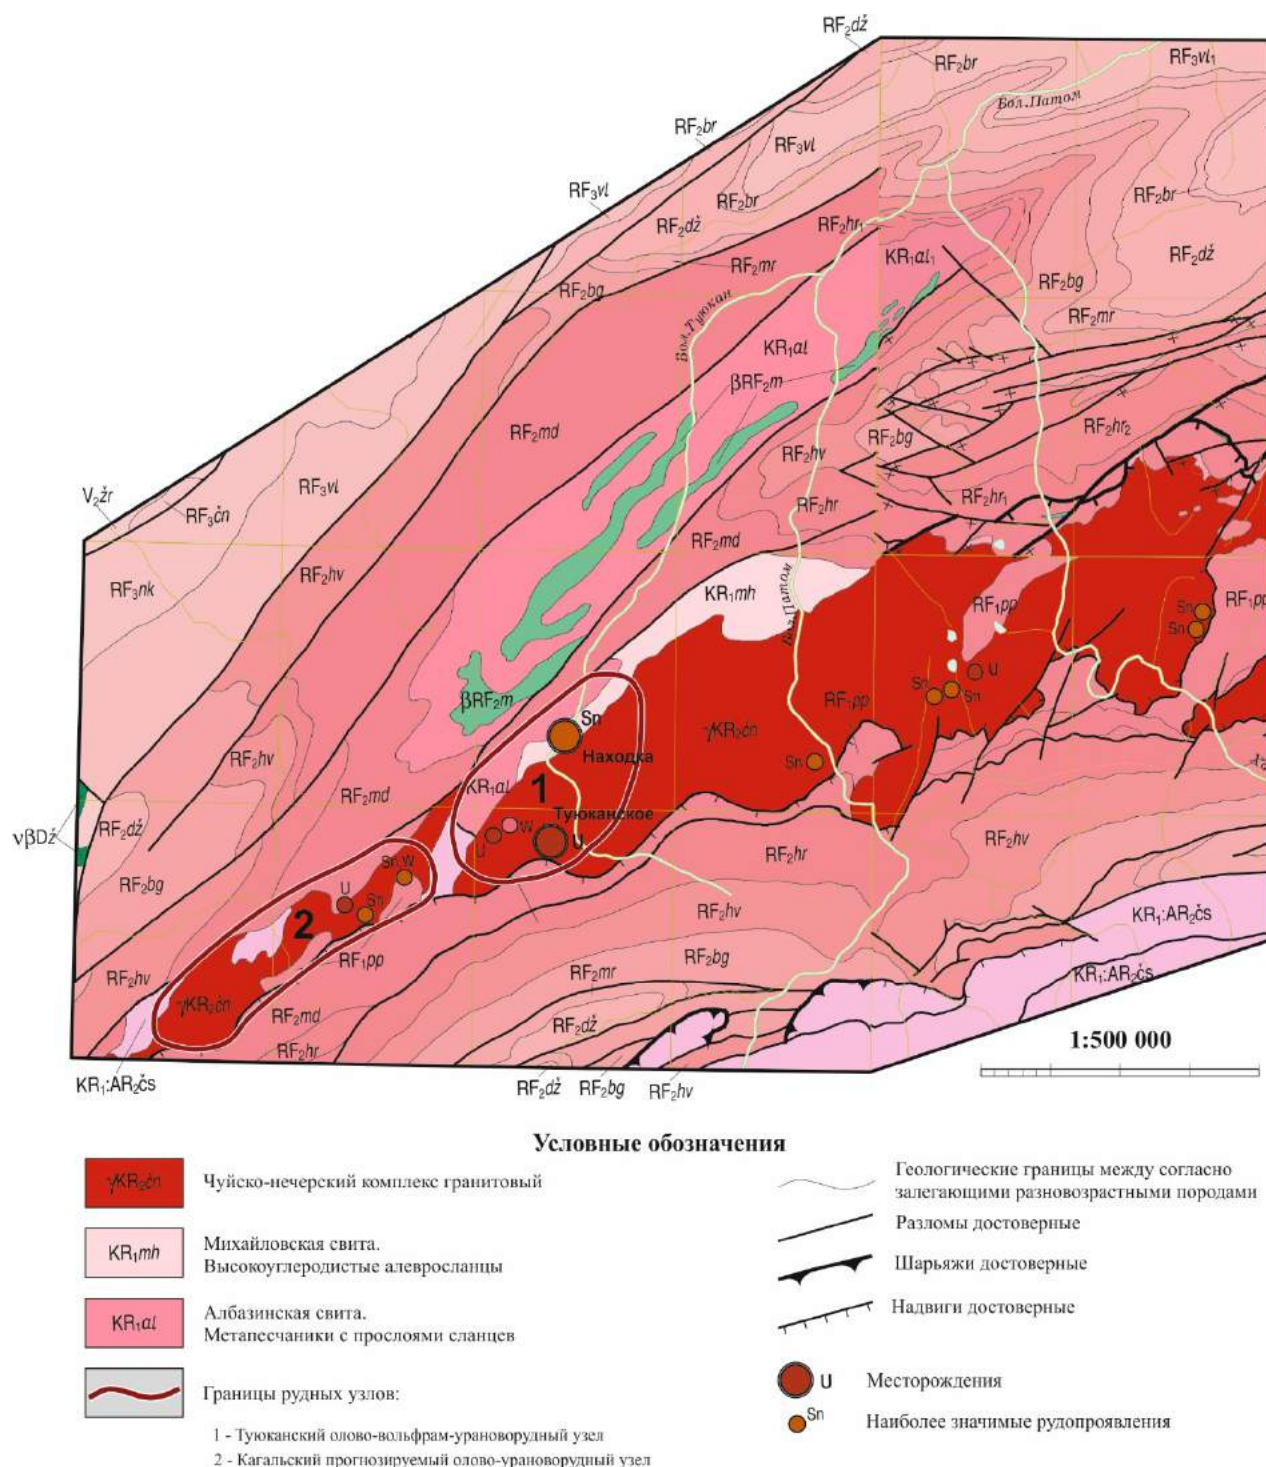 RF₂dž
RF₂br
RF₃vl₁
Бол.Патом
RF₂br
RF₃vl
RF₃vl
RF₂br
RF₂br
RF₂dž
RF₂hr₁
KR₁al₁
RF₂dž
RF₂mr
RF₂bg
RF₂bg
RF₂mr
Бол.Туюкан
KR₁al
βRF₂m
RF₂md
RF₂bg
RF₂hr₂
RF₂hv
RF₃vl
V₂žr
RF₃čn
RF₂hr
RF₂hr₁
RF₂md
RF₂hv
RF₃nk
KR₁mh
Бол.Патом
RF₁pp
RF₁pp
Sn
Sn
βRF₂m
U
Sn
Sn
RF₁pp
Sn
Находка
γKR₂čn
RF₂hv
Sn
KR₁al
1
RF₂md
Туюканское
RF₂dž
νβDž
W
U
U
RF₂hv
RF₂hr
RF₂bg
Sn
W
U
Sn
2
RF₂hv
KR₁:AR₂čs
RF₁pp
RF₂bg
RF₂mr
RF₂hv
KR₁:AR₂čs
γKR₂čn
RF₂md
RF₂dž
RF₂hr
1:500 000
KR₁:AR₂čs
RF₂dž
RF₂bg
RF₂hv
Условные обозначения
γKR₂čn
Чуйско-нечерский комплекс гранитовый
KR₁mh
Михайловская свита.
Высокоуглеродистые алевросланцы
KR₁al
Албазинская свита.
Метапесчаники с прослоями сланцев
Границы рудных узлов:
1 - Туюканский олово-вольфрам-урановорудный узел
2 - Кагальский прогнозируемый олово-урановорудный узел
Геологические границы между согласно
залегающими разновозрастными породами
Разломы достоверные
Шарьяжи достоверные
Надвиги достоверные
U
Месторождения
Sn
Наиболее значимые рудопроявления